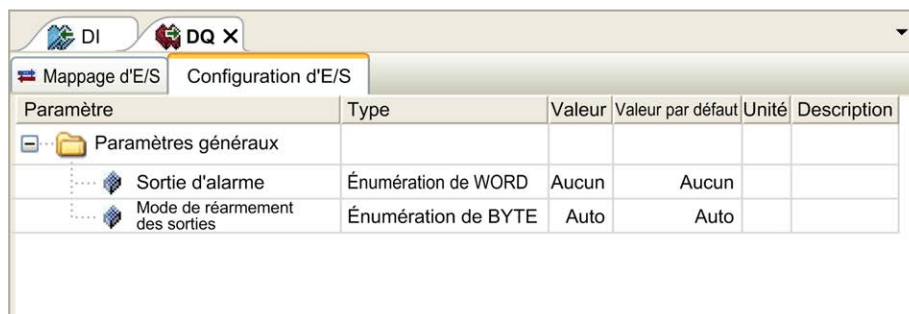 DI DQ X
Mappage d'E/S Configuration d'E/S
Paramètre Type Valeur Valeur par défaut Unité Description
Paramètres généraux
Sortie d'alarme Énumération de WORD Aucun Aucun
Mode de réarmement
des sorties Énumération de BYTE Auto Auto